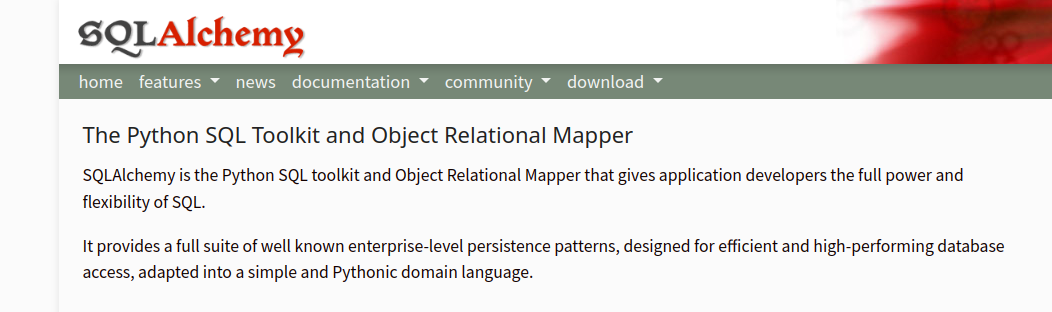 SQLAlchemy
home features news documentation community download
The Python SQL Toolkit and Object Relational Mapper
SQLAlchemy is the Python SQL toolkit and Object Relational Mapper that gives application developers the full power and
flexibility of SQL.
It provides a full suite of well known enterprise-level persistence patterns, designed for efficient and high-performing database
access, adapted into a simple and Pythonic domain language.